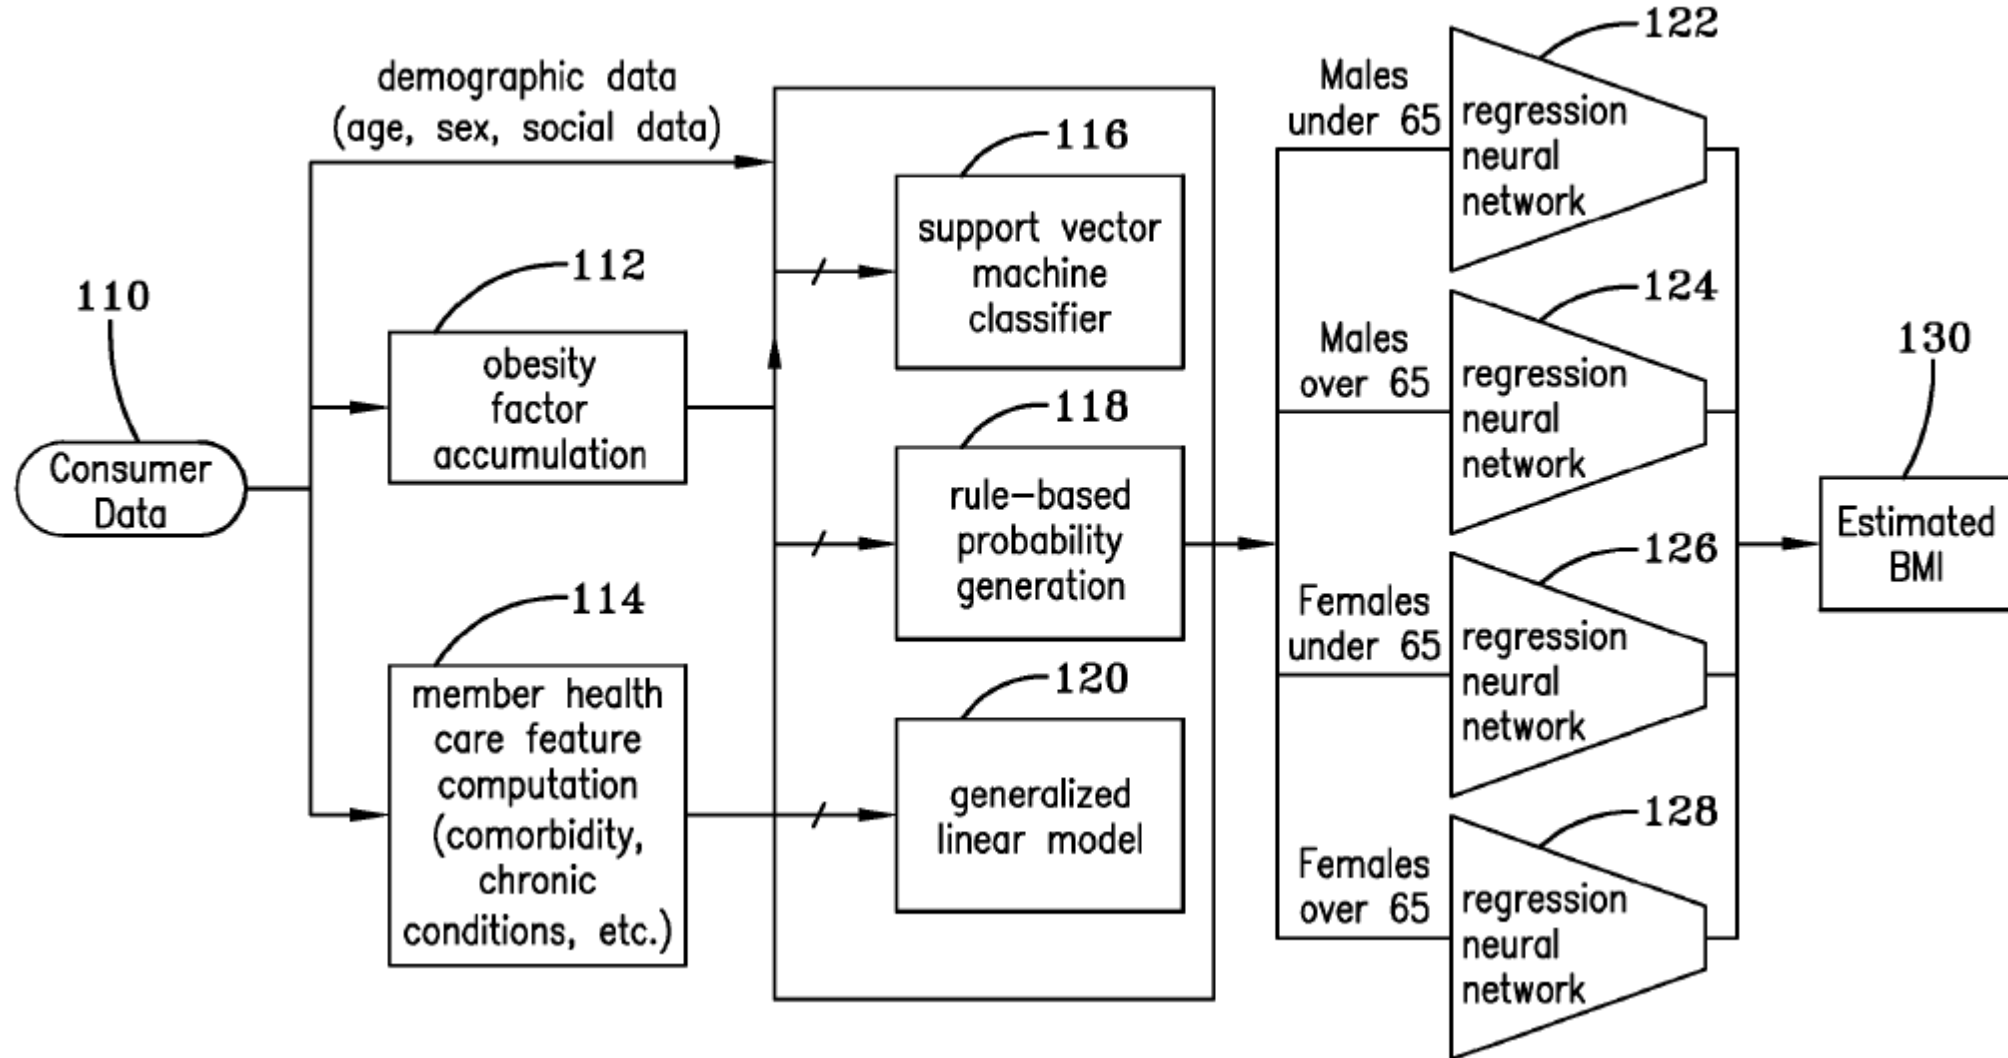 110
Consumer
Data
demographic data
(age, sex, social data)
112
obesity
factor
accumulation
114
member health
care feature
computation
(comorbidity,
chronic
conditions, etc.)
116
support vector
machine
classifier
118
rule-based
probability
generation
120
generalized
linear model
Males
under 65
122
regression
neural
network
Males
over 65
124
regression
neural
network
Females
under 65
126
regression
neural
network
Females
over 65
128
regression
neural
network
130
Estimated
BMI